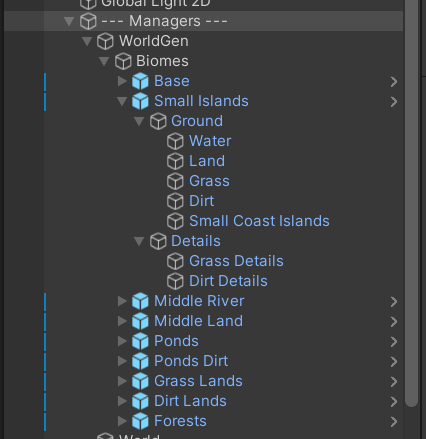 Global Light 2D
--- Managers ---
WorldGen
Biomes
Base
Small Islands
Ground
Water
Land
Grass
Dirt
Small Coast Islands
Details
Grass Details
Dirt Details
Middle River
Middle Land
Ponds
Ponds Dirt
Grass Lands
Dirt Lands
Forests
World